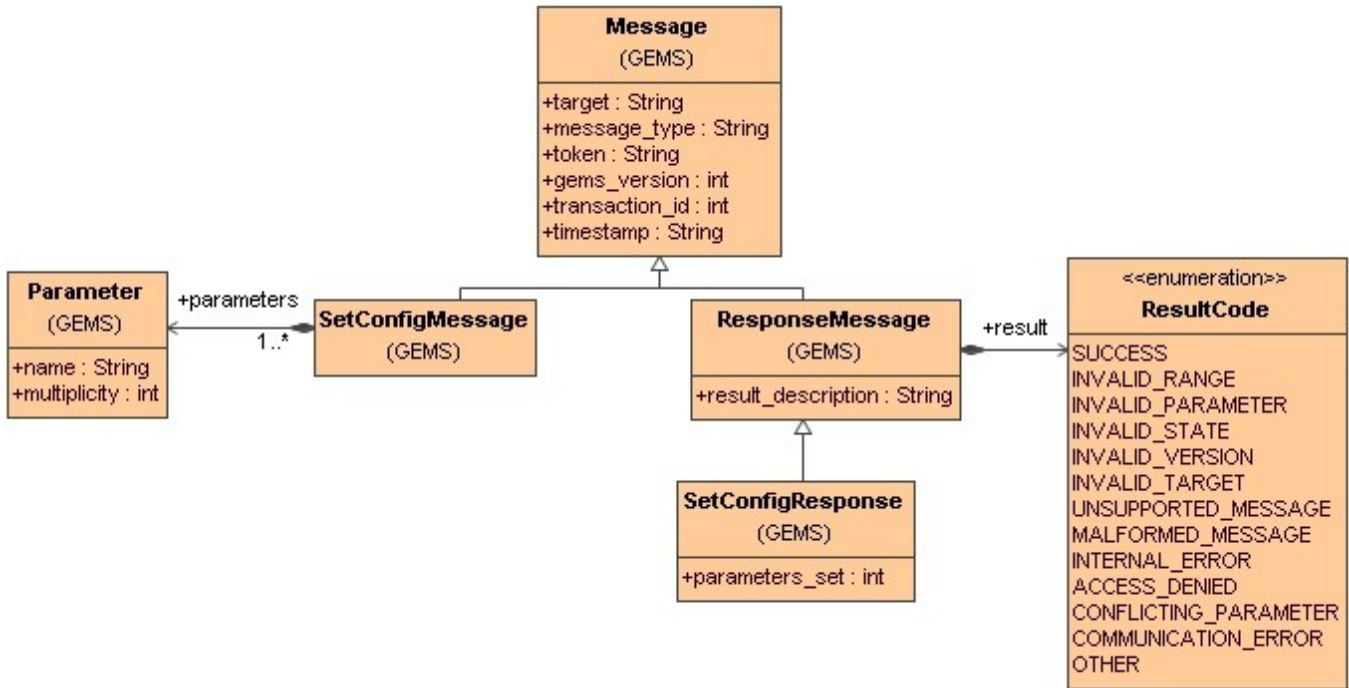 Message
(GEMS)
+target : String
+message_type : String
+token : String
+gems_version : int
+transaction_id : int
+timestamp : String
Parameter
(GEMS)
+name : String
+multiplicity : int
+parameters
1..*
SetConfigMessage
(GEMS)
ResponseMessage
(GEMS)
+result_description : String
+result
SetConfigResponse
(GEMS)
+parameters_set : int
<<enumeration>>
ResultCode
SUCCESS
INVALID_RANGE
INVALID_PARAMETER
INVALID_STATE
INVALID_VERSION
INVALID_TARGET
UNSUPPORTED_MESSAGE
MALFORMED_MESSAGE
INTERNAL_ERROR
ACCESS_DENIED
CONFLICTING_PARAMETER
COMMUNICATION_ERROR
OTHER